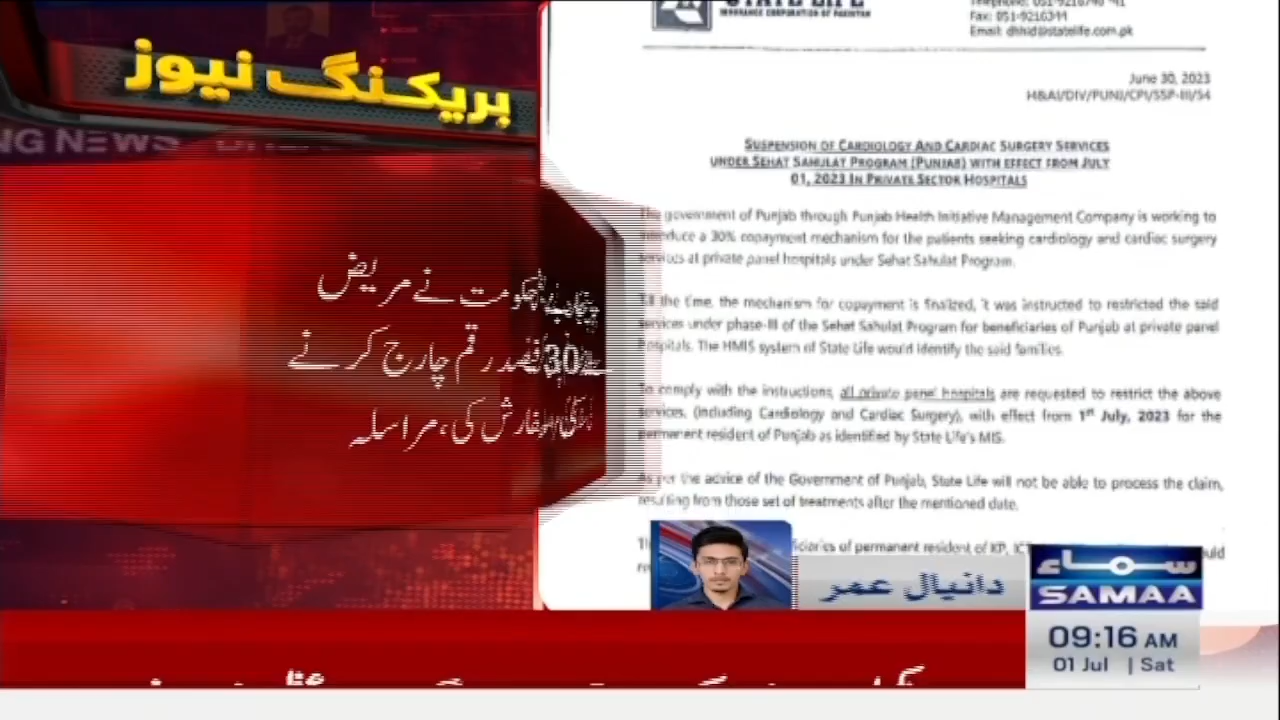 بریکنگ نیوز
NG NEWS
حکومت نے مریض
30 فیصد رقم چارج کرنے
سفارش کی، مراسلہ
STATE LIFE
INSURANCE CORPORATION OF PAKISTAN
Fax: 051-9216344
Email: dhhid@statelife.com.pk
June 30, 2023
H&AI/DIV/PUNJ/CPI/SSP-III/54
SUSPENSION OF CARDIOLOGY AND CARDIAC SURGERY SERVICES
UNDER SEHAT SAHULAT PROGRAM (PUNJAB) WITH EFFECT FROM JULY
01, 2023 IN PRIVATE SECTOR HOSPITALS
The government of Punjab through Punjab Health Initiative Management Company is working to
introduce a 30% copayment mechanism for the patients seeking cardiology and cardiac surgery
services at private panel hospitals under Sehat Sahulat Program.
Till the time, the mechanism for copayment is finalized, it was instructed to restricted the said
services under phase-III of the Sehat Sahulat Program for beneficiaries of Punjab at private panel
hospitals. The HMIS system of State Life would identify the said families.
To comply with the instructions, all private panel hospitals are requested to restrict the above
services, (including Cardiology and Cardiac Surgery), with effect from 1st July, 2023 for the
permanent resident of Punjab as identified by State Life's MIS.
As per the advice of the Government of Punjab, State Life will not be able to process the claim,
resulting from those set of treatments after the mentioned date.
of permanent resident of KP,
دانیال عمر
سماء
SAMAA
09:16 AM
01 Jul | Sat